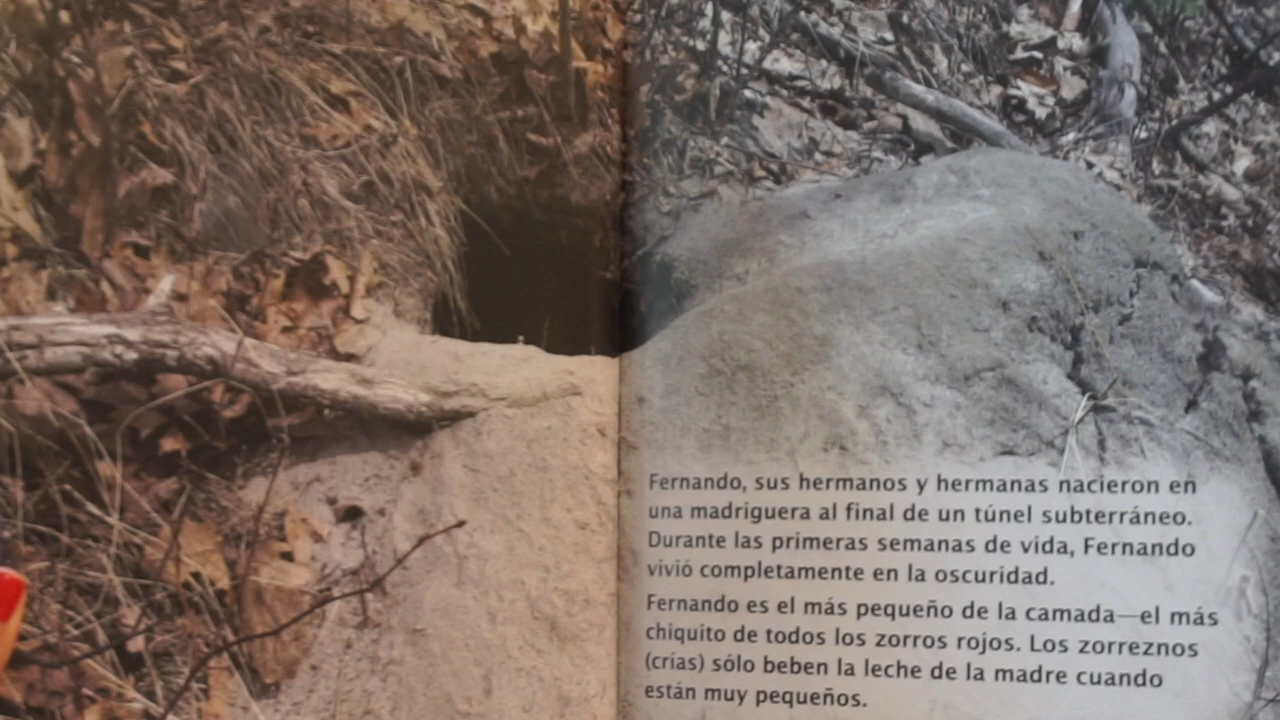 Fernando, sus hermanos y hermanas nacieron en
una madriguera al final de un túnel subterráneo.
Durante las primeras semanas de vida, Fernando
vivió completamente en la oscuridad.
Fernando es el más pequeño de la camada—el más
chiquito de todos los zorros rojos. Los zorreznos
(crías) sólo beben la leche de la madre cuando
están muy pequeños.